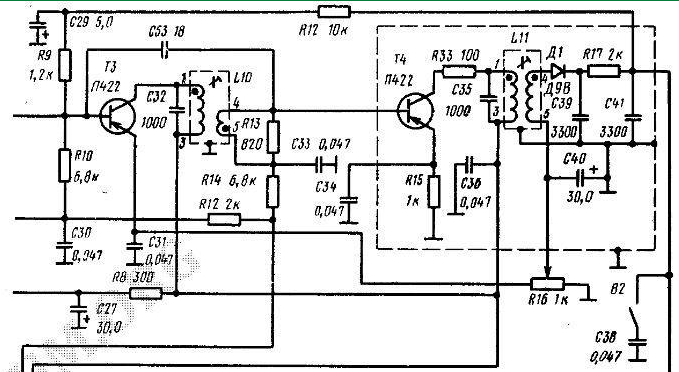 C29 5,0
R12 10к
C53 18
R9
1,2к
T3
П422
C32
1000
1
3
L10
4
5
R13
820
C33 0,047
T4
П422
R33 100
C35
1000
1
3
L11
4
5
Д1
Д9В
R17 2к
C39
3300
C41
3300
R10
6,8к
R14 6,8к
R12 2к
C34
0,047
R15
1к
C36
0,047
C40
30,0
C30
0,047
C31
0,047
R8 300
C27
30,0
R16 1к
B2
C38
0,047